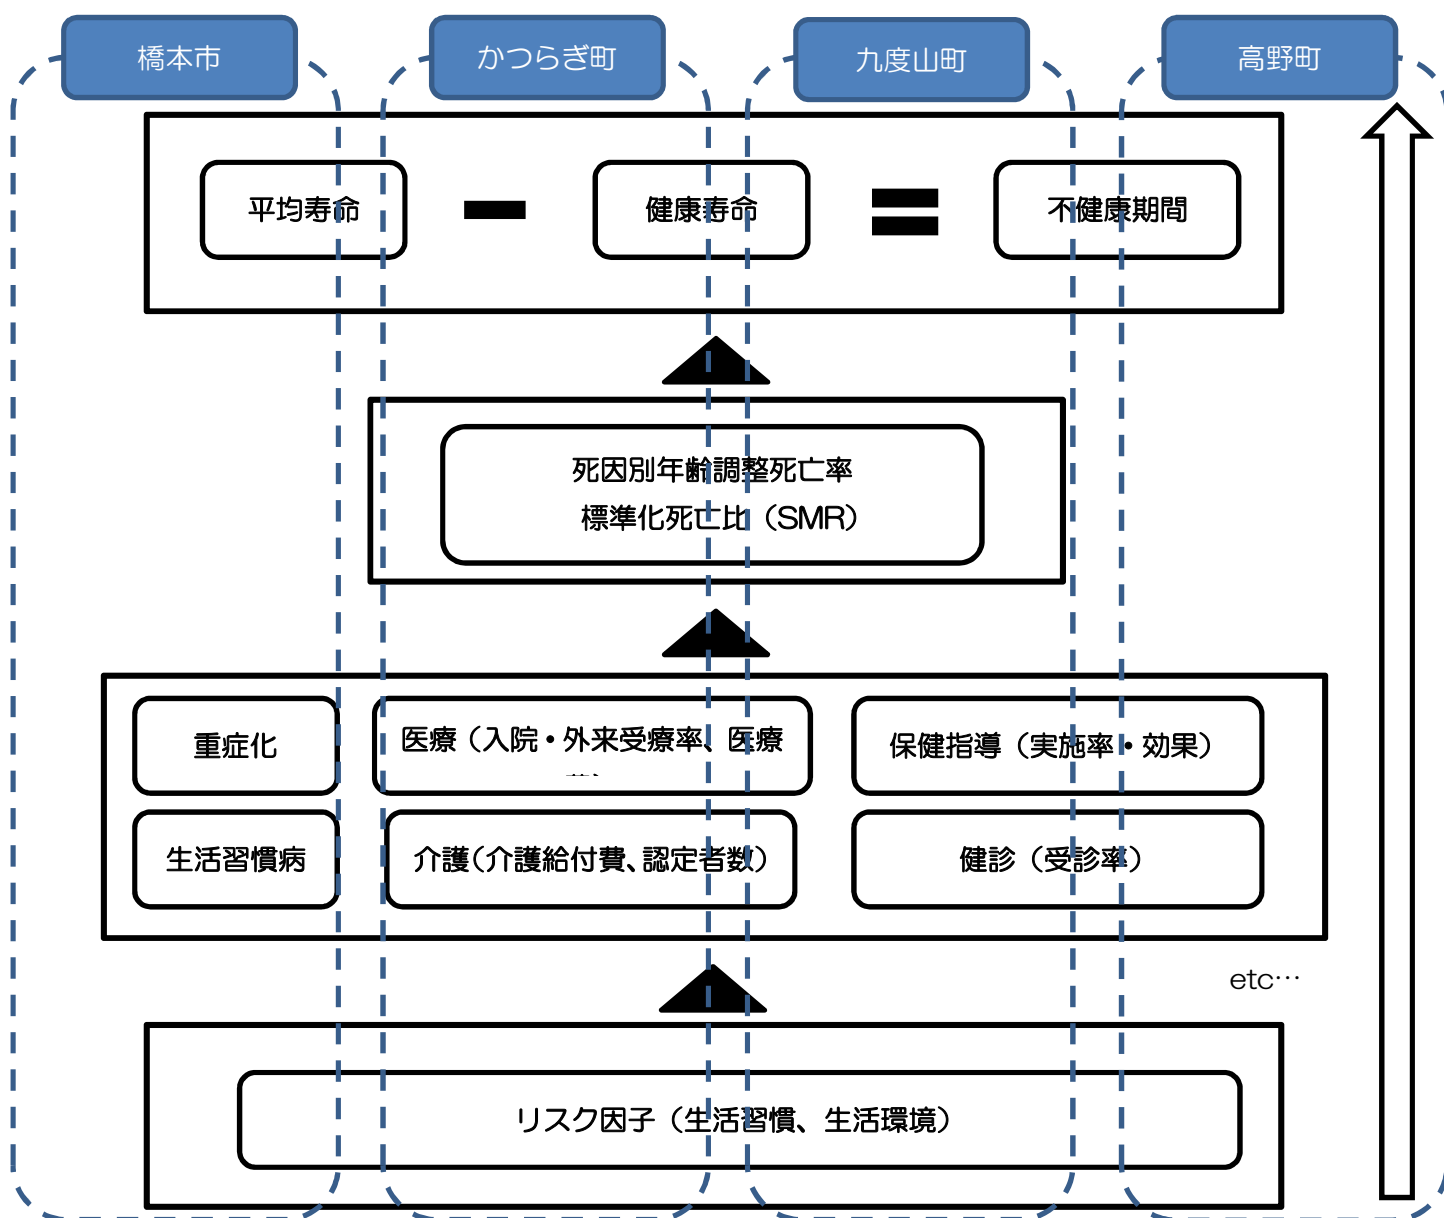 橋本市
かつらぎ町
九度山町
高野町
平均寿命
健康寿命
不健康期間
死因別年齢調整死亡率
標準化死亡比（SMR）
重症化
医療（入院・外来受療率、医療
保健指導（実施率・効果）
生活習慣病
介護（介護給付費、認定者数）
健診（受診率）
etc…
リスク因子（生活習慣、生活環境）